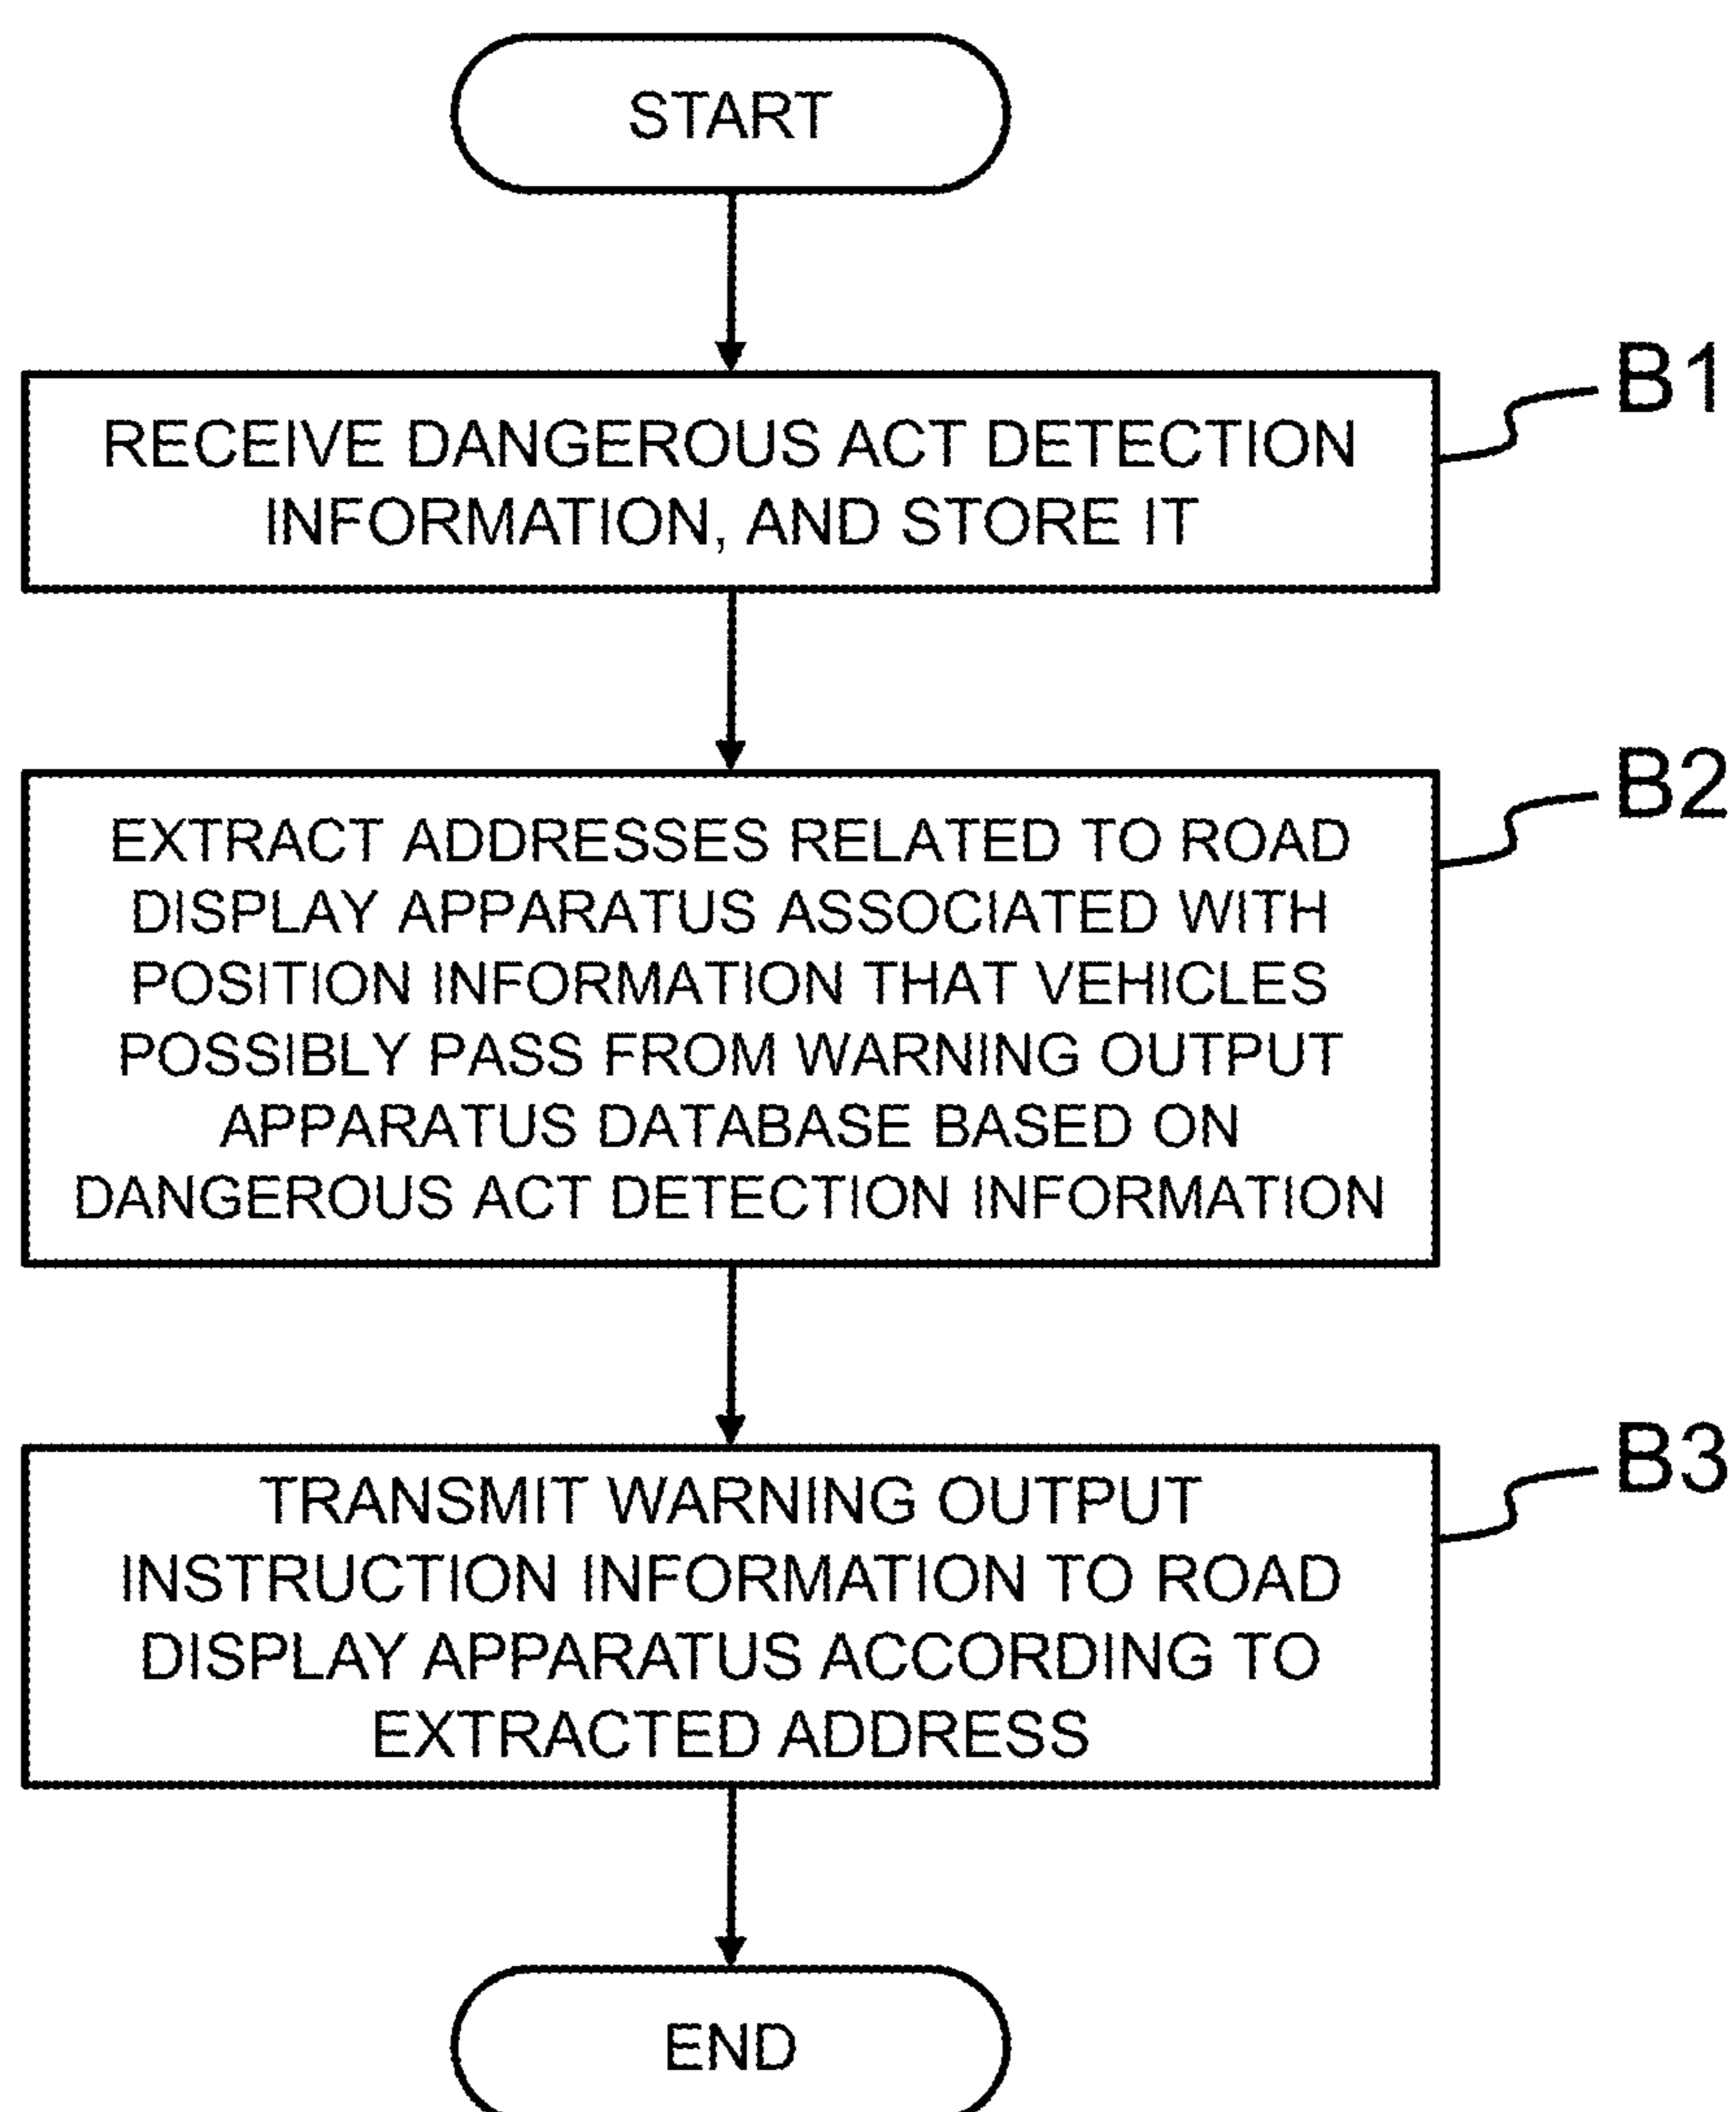 START
B1
RECEIVE DANGEROUS ACT DETECTION
INFORMATION, AND STORE IT
B2
EXTRACT ADDRESSES RELATED TO ROAD
DISPLAY APPARATUS ASSOCIATED WITH
POSITION INFORMATION THAT VEHICLES
POSSIBLY PASS FROM WARNING OUTPUT
APPARATUS DATABASE BASED ON
DANGEROUS ACT DETECTION INFORMATION
B3
TRANSMIT WARNING OUTPUT
INSTRUCTION INFORMATION TO ROAD
DISPLAY APPARATUS ACCORDING TO
EXTRACTED ADDRESS
END